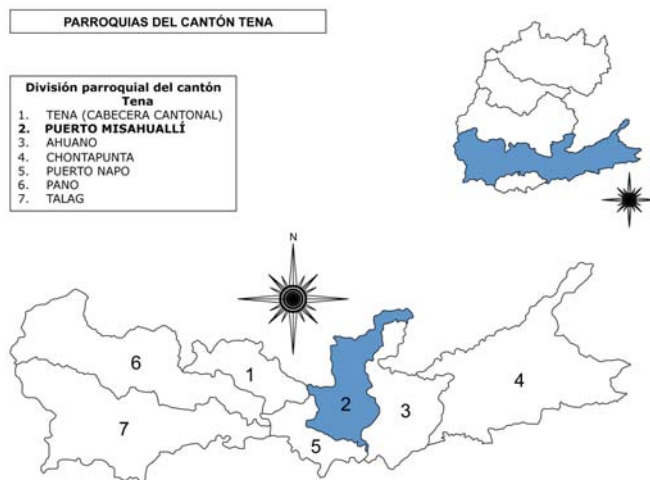 PARROQUIAS DEL CANTÓN TENA
División parroquial del cantón
Tena
1. TENA (CABECERA CANTONAL)
2. PUERTO MISAHUALLÍ
3. AHUANO
4. CHONTAPUNTA
5. PUERTO NAPO
6. PANO
7. TALAG
N
6
1
4
2
3
7
5